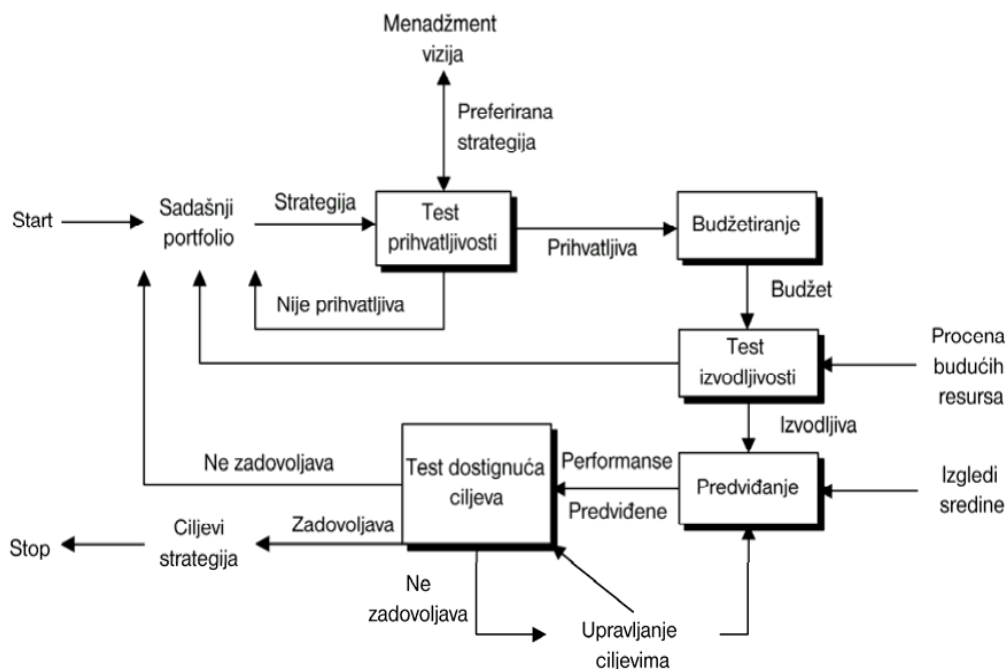 Menadžment
vizija
Preferirana
strategija
Start
Sadašnji
portfolio
Strategija
Test
prihvatljivosti
Prihvatljiva
Budžetiranje
Nije prihvatljiva
Budžet
Test
izvodljivosti
Procena
budućih
resursa
Izvodljiva
Ne zadovoljava
Test dostignuća
ciljeva
Performanse
Predviđene
Predviđanje
Izgledi
sredine
Stop
Ciljevi
strategija
Zadovoljava
Ne
zadovoljava
Upravljanje
ciljevima